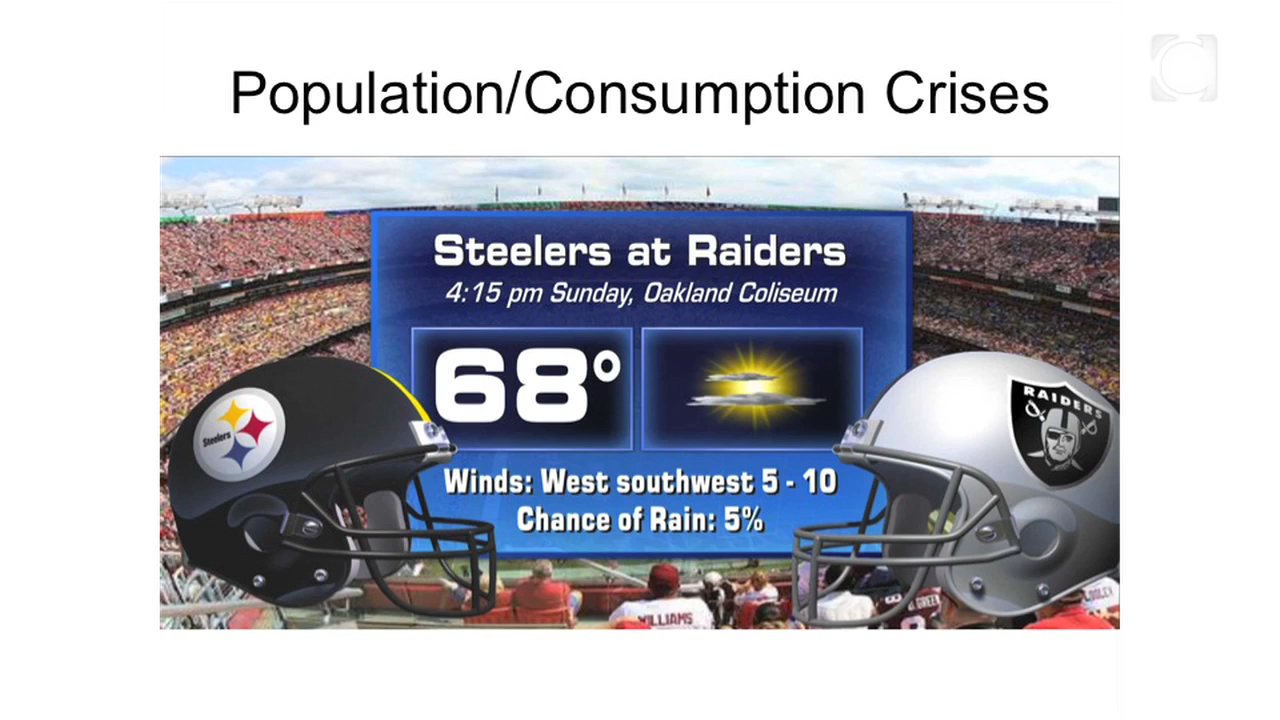 Population/Consumption Crises
Steelers at Raiders
4:15 pm Sunday, Oakland Coliseum
68°
Winds: West southwest 5 - 10
Chance of Rain: 5%
Steelers
RAIDERS
WILLIAMS
GREEN